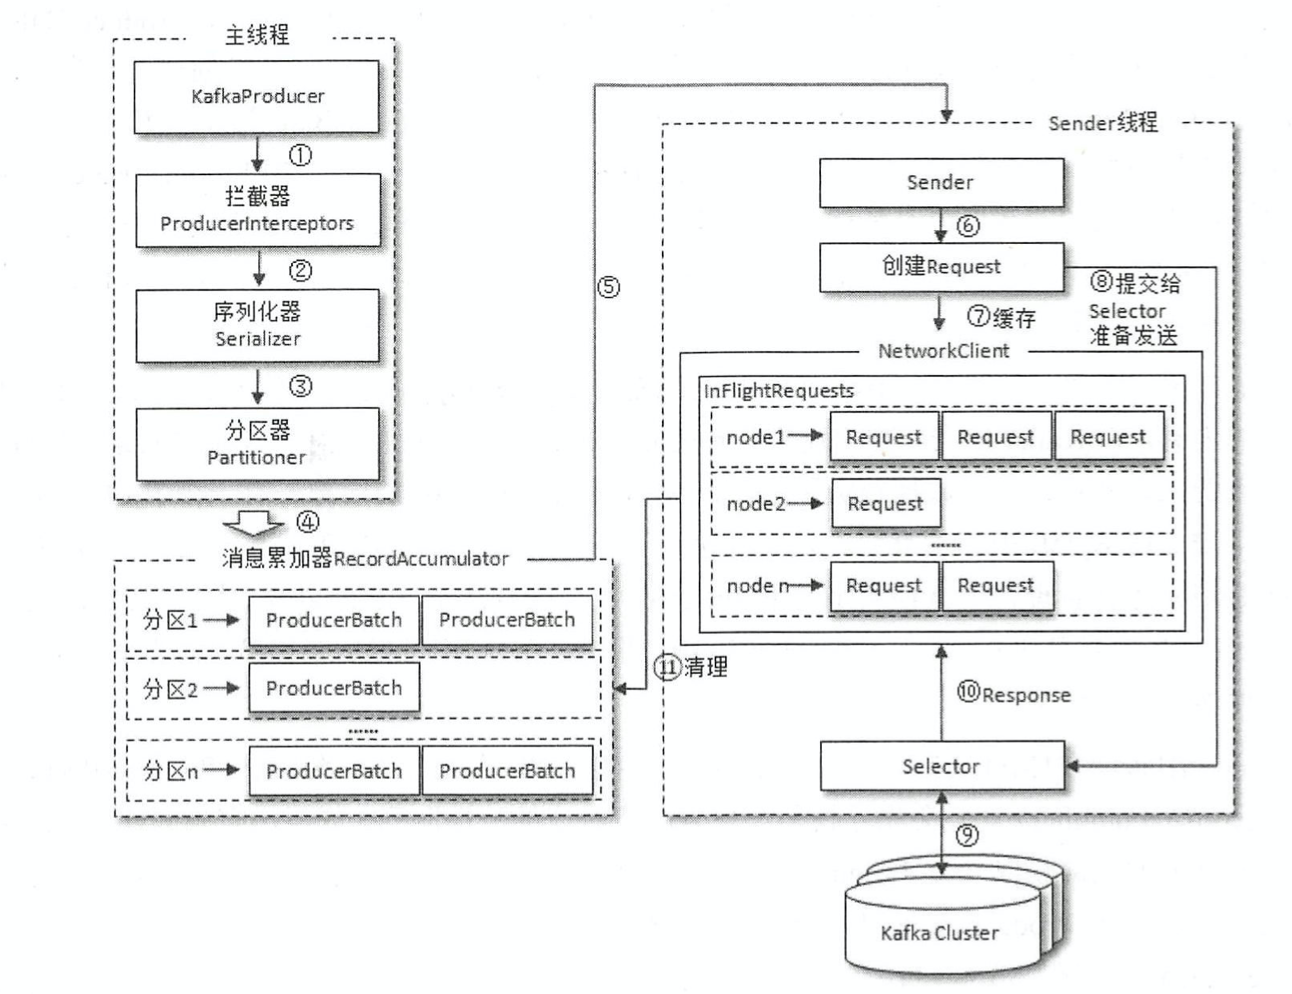 主线程
KafkaProducer
①
拦截器
ProducerInterceptors
②
序列化器
Serializer
③
分区器
Partitioner
④
消息累加器RecordAccumulator
分区1
ProducerBatch
ProducerBatch
分区2
ProducerBatch
······
分区n
ProducerBatch
ProducerBatch
⑤
Sender线程
Sender
⑥
创建Request
⑦缓存
⑧提交给
Selector
准备发送
NetworkClient
InFlightRequests
node1
Request
Request
Request
node2
Request
······
node n
Request
Request
⑪清理
⑩Response
Selector
⑨
Kafka Cluster